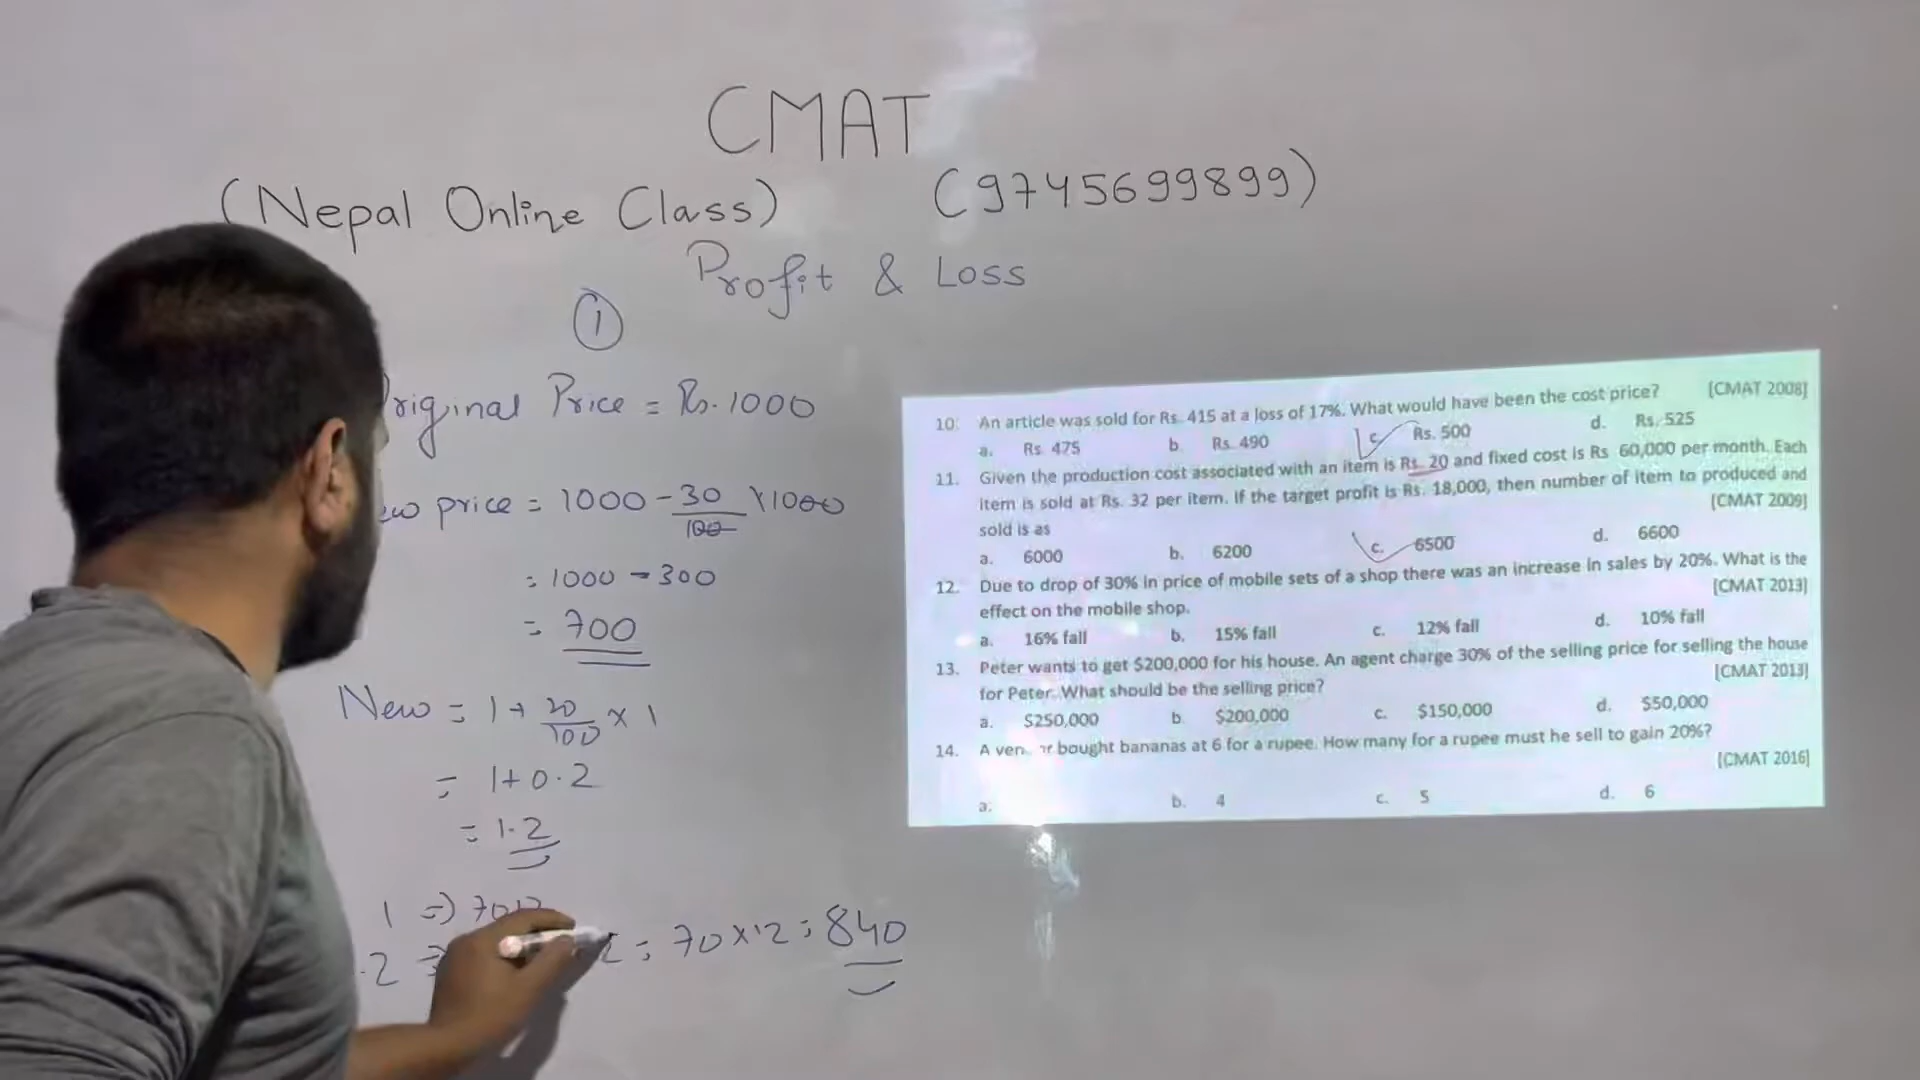 CMAT
(Nepal Online Class) (9745699899)
Profit & Loss
1
riginal Price = Rs. 1000
price = 1000 - 30/100 × 1000
= 1000 - 300
= 700
New = 1 + 20/100 × 1
= 1 + 0.2
= 1.2
1 =>
.2 = 70 × 12 = 840
10. An article was sold for Rs. 415 at a loss of 17%. What would have been the cost price? [CMAT 2008]
a. Rs. 475 b. Rs. 490 c. Rs. 500 d. Rs. 525
11. Given the production cost associated with an item is Rs. 20 and fixed cost is Rs 60,000 per month. Each
item is sold at Rs. 32 per item. If the target profit is Rs. 18,000, then number of item to produced and
sold is as [CMAT 2009]
a. 6000 b. 6200 c. 6500 d. 6600
12. Due to drop of 30% in price of mobile sets of a shop there was an increase in sales by 20%. What is the
effect on the mobile shop. [CMAT 2013]
a. 16% fall b. 15% fall c. 12% fall d. 10% fall
13. Peter wants to get $200,000 for his house. An agent charge 30% of the selling price for selling the house
for Peter. What should be the selling price? [CMAT 2013]
a. $250,000 b. $200,000 c. $150,000 d. $50,000
14. A ven r bought bananas at 6 for a rupee. How many for a rupee must he sell to gain 20%?
[CMAT 2016]
a. b. 4 c. 5 d. 6